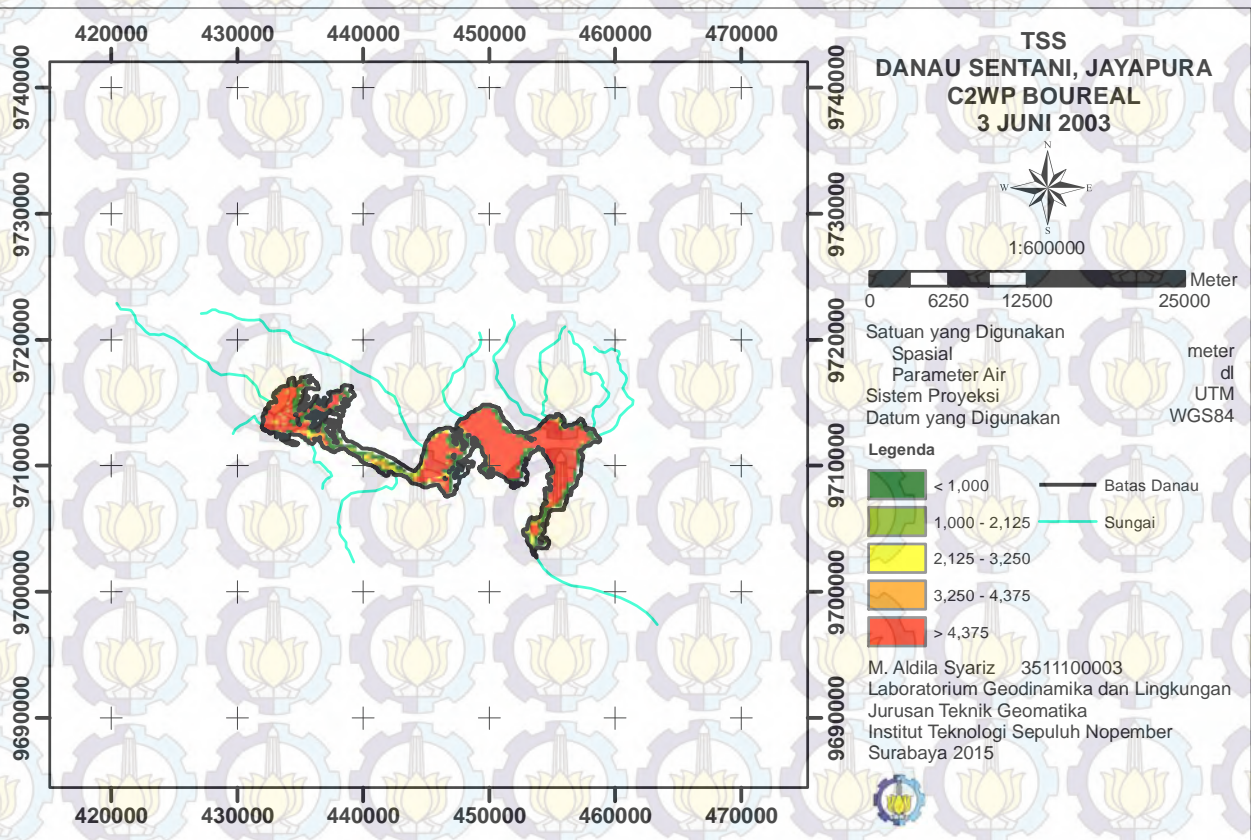 420000 430000 440000 450000 460000 470000
9740000 9740000
9730000 9730000
9720000 9720000
9710000 9710000
9700000 9700000
9690000 9690000
420000 430000 440000 450000 460000 470000
TSS
DANAU SENTANI, JAYAPURA
C2WP BOUREAL
3 JUNI 2003
N
W E
S
1:600000
Meter
0 6250 12500 25000
Satuan yang Digunakan
Spasial meter
Parameter Air dl
Sistem Proyeksi UTM
Datum yang Digunakan WGS84
Legenda
< 1,000 Batas Danau
1,000 - 2,125 Sungai
2,125 - 3,250
3,250 - 4,375
> 4,375
M. Aldila Syariz 3511100003
Laboratorium Geodinamika dan Lingkungan
Jurusan Teknik Geomatika
Institut Teknologi Sepuluh Nopember
Surabaya 2015